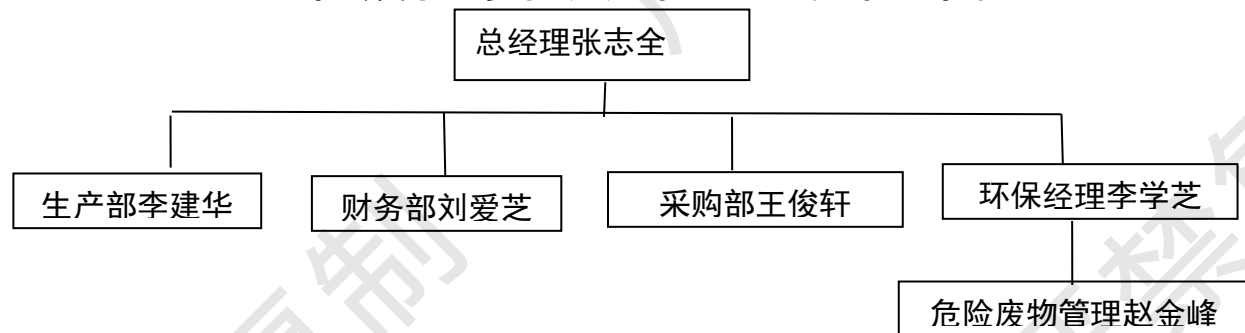 总经理张志全
生产部李建华
财务部刘爱芝
采购部王俊轩
环保经理李学芝
危险废物管理赵金峰